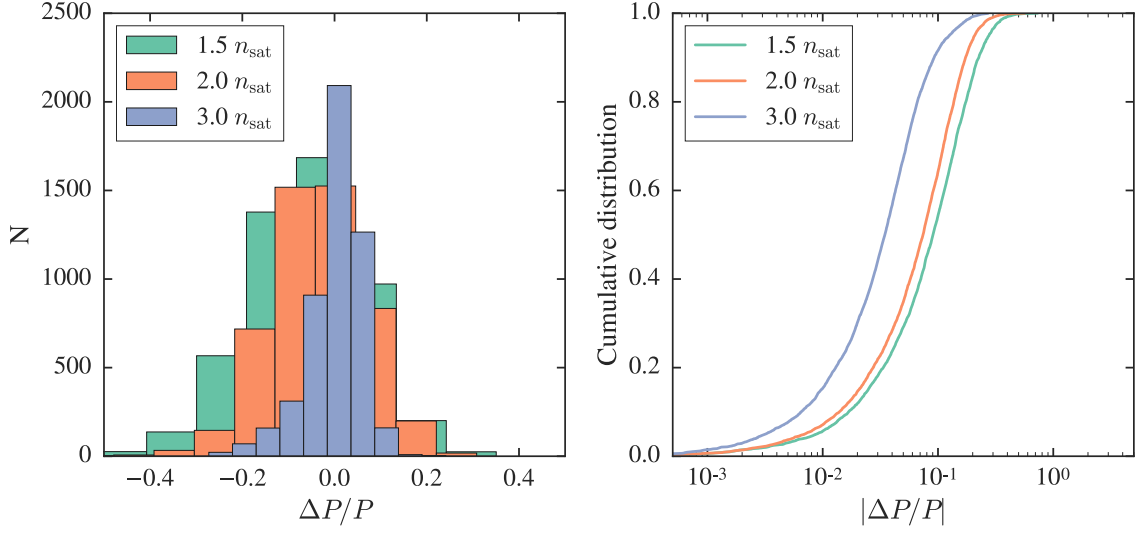 2500
2000
1500
1000
500
0
N
−0.4
−0.2
0.0
0.2
0.4
ΔP/P
1.5 n_sat
2.0 n_sat
3.0 n_sat
1.0
0.8
0.6
0.4
0.2
0.0
Cumulative distribution
10⁻³
10⁻²
10⁻¹
10⁰
|ΔP/P|
1.5 n_sat
2.0 n_sat
3.0 n_sat